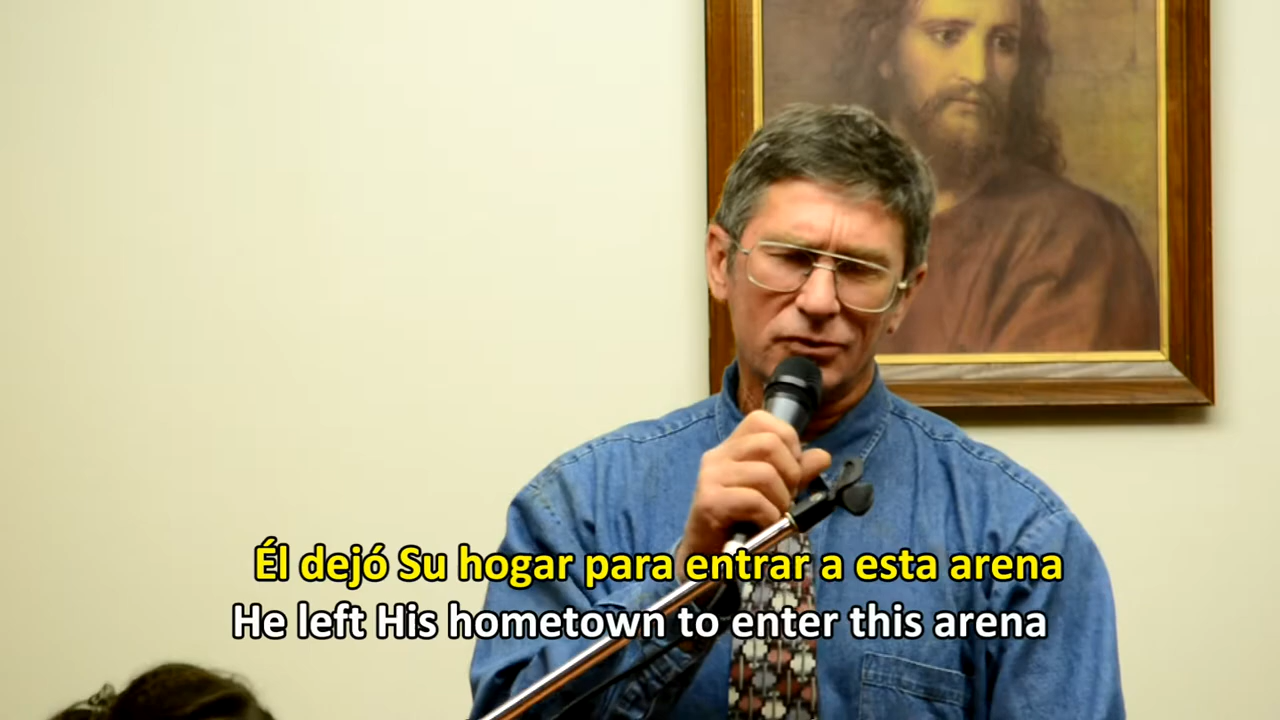 Él dejó Su hogar para entrar a esta arena
He left His hometown to enter this arena